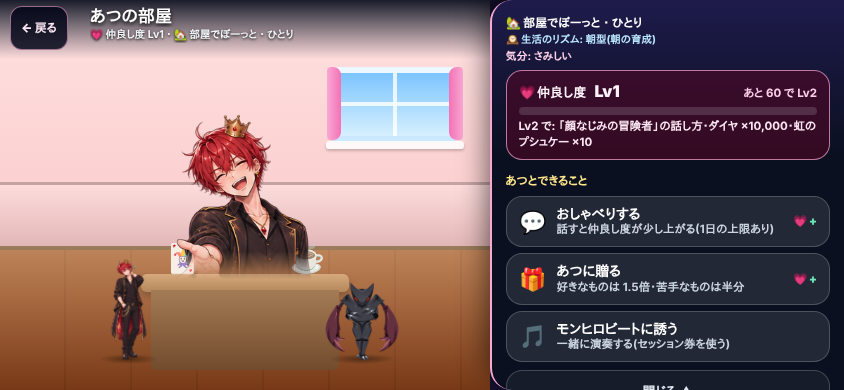 ← 戻る
あつの部屋
💗 仲良し度 Lv1・🏡 部屋でぼーっと・ひとり
🏡 部屋でぼーっと・ひとり
🕰️ 生活のリズム: 朝型(朝の育成)
気分: さみしい
💗 仲良し度 Lv1
あと 60 で Lv2
Lv2 で: 「顔なじみの冒険者」の話し方・ダイヤ ×10,000・虹の
プシュケー ×10
あつとできること
おしゃべりする
話すと仲良し度が少し上がる(1日の上限あり)
💗+
あつに贈る
好きなものは 1.5倍・苦手なものは半分
💗+
モンヒロビートに誘う
一緒に演奏する(セッション券を使う)